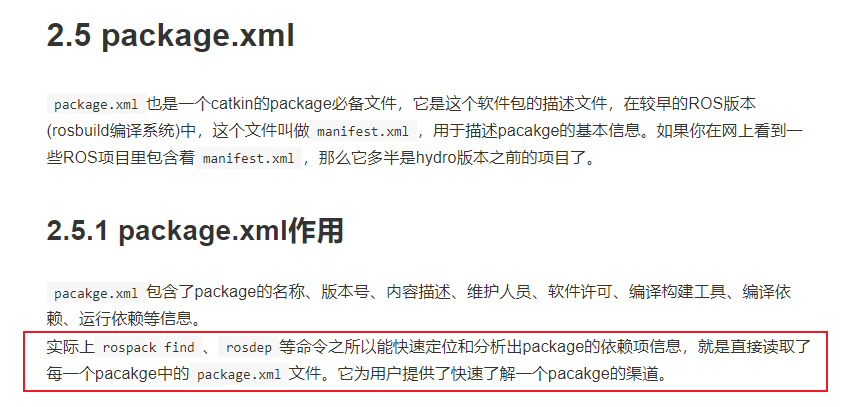 2.5 package.xml
package.xml 也是一个catkin的package必备文件，它是这个软件包的描述文件，在较早的ROS版本
(rosbuild编译系统)中，这个文件叫做 manifest.xml ，用于描述pacakge的基本信息。如果你在网上看到一
些ROS项目里包含着 manifest.xml ，那么它多半是hydro版本之前的项目了。
2.5.1 package.xml作用
pacakge.xml 包含了package的名称、版本号、内容描述、维护人员、软件许可、编译构建工具、编译依
赖、运行依赖等信息。
实际上 rospack find 、 rosdep 等命令之所以能快速定位和分析出package的依赖项信息，就是直接读取了
每一个pacakge中的 package.xml 文件。它为用户提供了快速了解一个pacakge的渠道。